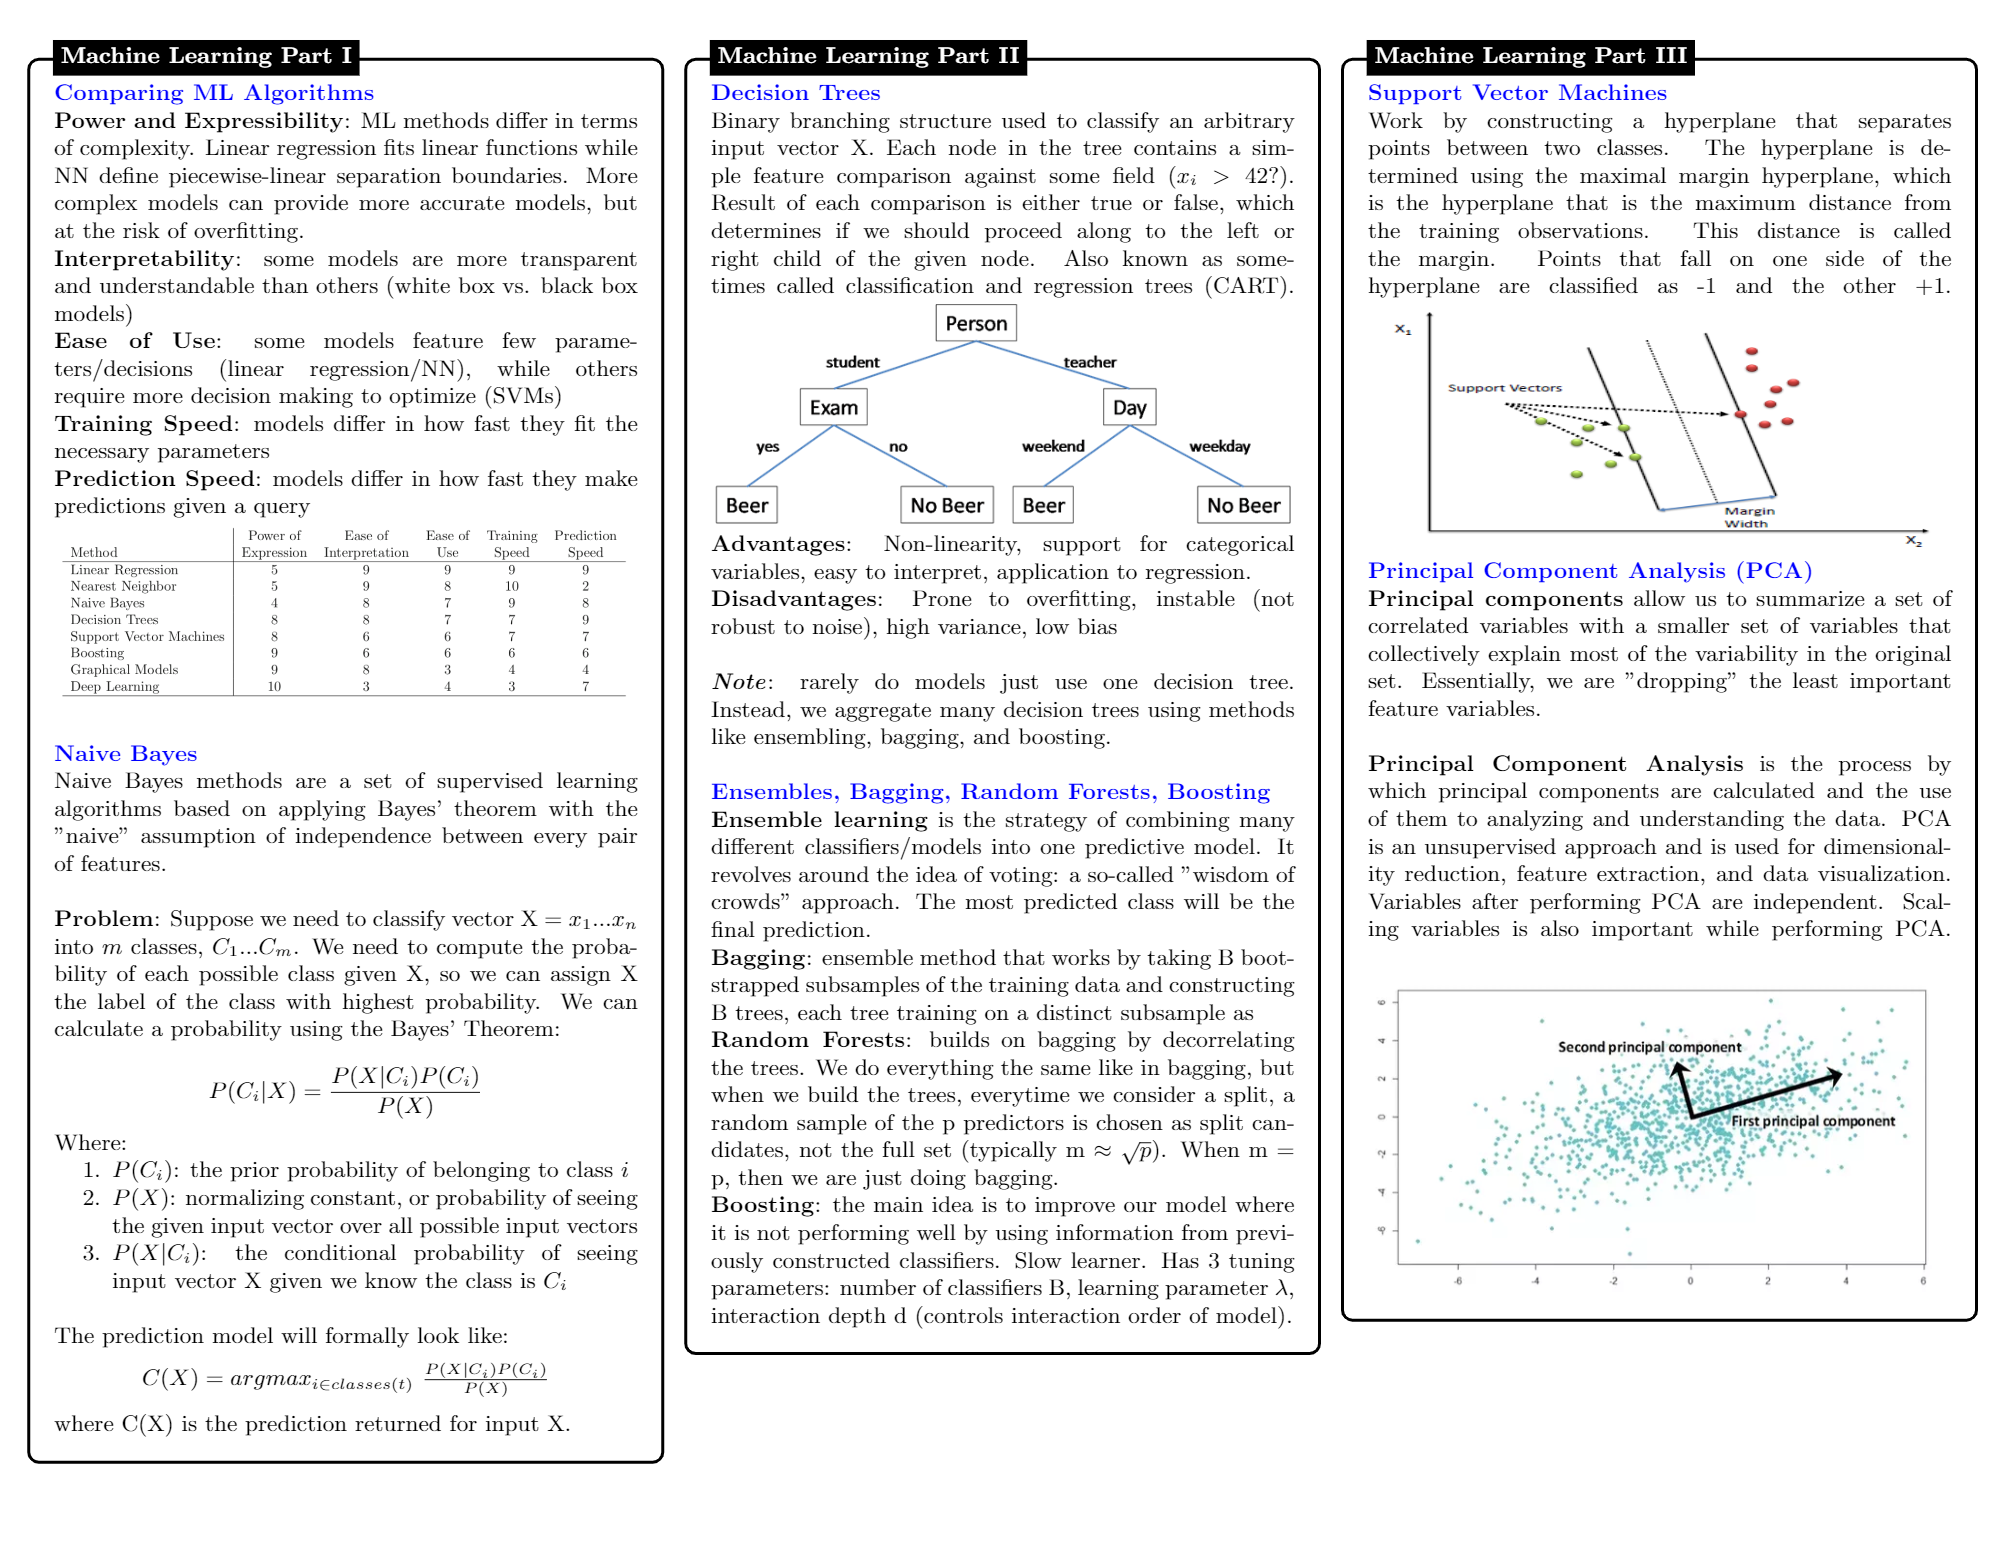 Machine Learning Part I
Comparing ML Algorithms
Power and Expressibility: ML methods differ in terms
of complexity. Linear regression fits linear functions while
NN define piecewise-linear separation boundaries. More
complex models can provide more accurate models, but
at the risk of overfitting.
Interpretability: some models are more transparent
and understandable than others (white box vs. black box
models)
Ease of Use: some models feature few parame-
ters/decisions (linear regression/NN), while others
require more decision making to optimize (SVMs)
Training Speed: models differ in how fast they fit the
necessary parameters
Prediction Speed: models differ in how fast they make
predictions given a query
Power of Ease of Ease of Training Prediction
Method Expression Interpretation Use Speed Speed
Linear Regression 5 9 9 9 9
Nearest Neighbor 5 9 8 10 2
Naive Bayes 4 8 7 9 8
Decision Trees 8 8 7 7 9
Support Vector Machines 8 6 6 7 7
Boosting 9 6 6 6 6
Graphical Models 9 8 3 4 4
Deep Learning 10 3 4 3 7
Naive Bayes
Naive Bayes methods are a set of supervised learning
algorithms based on applying Bayes' theorem with the
"naive" assumption of independence between every pair
of features.
Problem: Suppose we need to classify vector X = x₁...xₙ
into m classes, C₁...Cₘ. We need to compute the proba-
bility of each possible class given X, so we can assign X
the label of the class with highest probability. We can
calculate a probability using the Bayes' Theorem:
P(Cᵢ|X) = P(X|Cᵢ)P(Cᵢ) / P(X)
Where:
1. P(Cᵢ): the prior probability of belonging to class i
2. P(X): normalizing constant, or probability of seeing
the given input vector over all possible input vectors
3. P(X|Cᵢ): the conditional probability of seeing
input vector X given we know the class is Cᵢ
The prediction model will formally look like:
C(X) = argmax i∈classes(t) P(X|Cᵢ)P(Cᵢ) / P(X)
where C(X) is the prediction returned for input X.
Machine Learning Part II
Decision Trees
Binary branching structure used to classify an arbitrary
input vector X. Each node in the tree contains a sim-
ple feature comparison against some field (xᵢ > 42?).
Result of each comparison is either true or false, which
determines if we should proceed along to the left or
right child of the given node. Also known as some-
times called classification and regression trees (CART).
Person
student teacher
Exam Day
yes no weekend weekday
Beer No Beer Beer No Beer
Advantages: Non-linearity, support for categorical
variables, easy to interpret, application to regression.
Disadvantages: Prone to overfitting, instable (not
robust to noise), high variance, low bias
Note: rarely do models just use one decision tree.
Instead, we aggregate many decision trees using methods
like ensembling, bagging, and boosting.
Ensembles, Bagging, Random Forests, Boosting
Ensemble learning is the strategy of combining many
different classifiers/models into one predictive model. It
revolves around the idea of voting: a so-called "wisdom of
crowds" approach. The most predicted class will be the
final prediction.
Bagging: ensemble method that works by taking B boot-
strapped subsamples of the training data and constructing
B trees, each tree training on a distinct subsample as
Random Forests: builds on bagging by decorrelating
the trees. We do everything the same like in bagging, but
when we build the trees, everytime we consider a split, a
random sample of the p predictors is chosen as split can-
didates, not the full set (typically m ≈ √p). When m =
p, then we are just doing bagging.
Boosting: the main idea is to improve our model where
it is not performing well by using information from previ-
ously constructed classifiers. Slow learner. Has 3 tuning
parameters: number of classifiers B, learning parameter λ,
interaction depth d (controls interaction order of model).
Machine Learning Part III
Support Vector Machines
Work by constructing a hyperplane that separates
points between two classes. The hyperplane is de-
termined using the maximal margin hyperplane, which
is the hyperplane that is the maximum distance from
the training observations. This distance is called
the margin. Points that fall on one side of the
hyperplane are classified as -1 and the other +1.
X₁
Support Vectors
Margin
Width
X₂
Principal Component Analysis (PCA)
Principal components allow us to summarize a set of
correlated variables with a smaller set of variables that
collectively explain most of the variability in the original
set. Essentially, we are "dropping" the least important
feature variables.
Principal Component Analysis is the process by
which principal components are calculated and the use
of them to analyzing and understanding the data. PCA
is an unsupervised approach and is used for dimensional-
ity reduction, feature extraction, and data visualization.
Variables after performing PCA are independent. Scal-
ing variables is also important while performing PCA.
6
4
2
0
-2
-4
-6
Second principal component
First principal component
-6 -4 -2 0 2 4 6